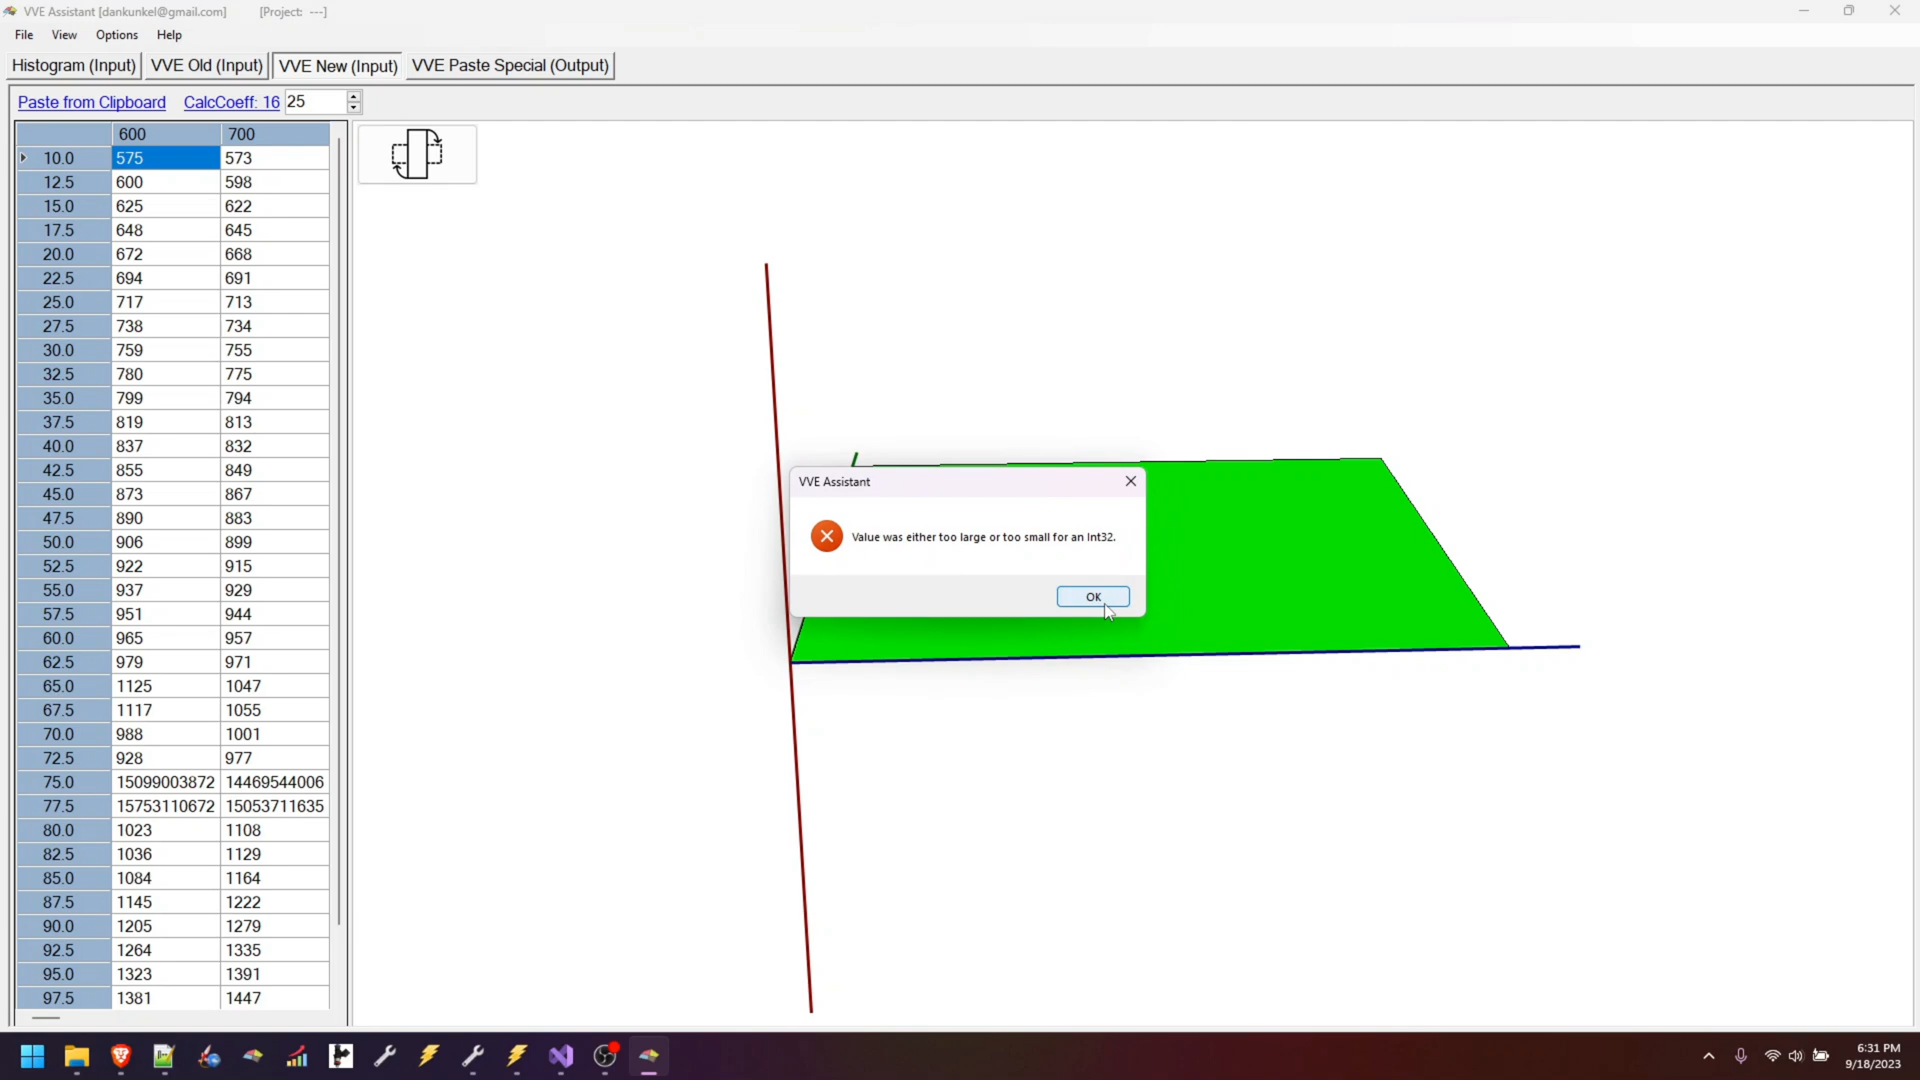 VVE Assistant [dankunkel@gmail.com] [Project: ---]
File View Options Help
Histogram (Input) VVE Old (Input) VVE New (Input) VVE Paste Special (Output)
Paste from Clipboard CalcCoeff: 16 25
600 700
10.0 575 573
12.5 600 598
15.0 625 622
17.5 648 645
20.0 672 668
22.5 694 691
25.0 717 713
27.5 738 734
30.0 759 755
32.5 780 775
35.0 799 794
37.5 819 813
40.0 837 832
42.5 855 849
45.0 873 867
47.5 890 883
50.0 906 899
52.5 922 915
55.0 937 929
57.5 951 944
60.0 965 957
62.5 979 971
65.0 1125 1047
67.5 1117 1055
70.0 988 1001
72.5 928 977
75.0 15099003872 14469544006
77.5 15753110672 15053711635
80.0 1023 1108
82.5 1036 1129
85.0 1084 1164
87.5 1145 1222
90.0 1205 1279
92.5 1264 1335
95.0 1323 1391
97.5 1381 1447
VVE Assistant
Value was either too large or too small for an Int32.
OK
6:31 PM
9/18/2023